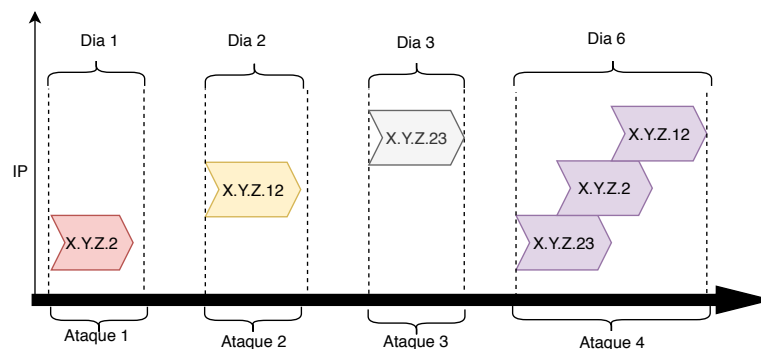 Dia 1
Dia 2
Dia 3
Dia 6
IP
X.Y.Z.2
X.Y.Z.12
X.Y.Z.23
X.Y.Z.12
X.Y.Z.2
X.Y.Z.23
Ataque 1
Ataque 2
Ataque 3
Ataque 4